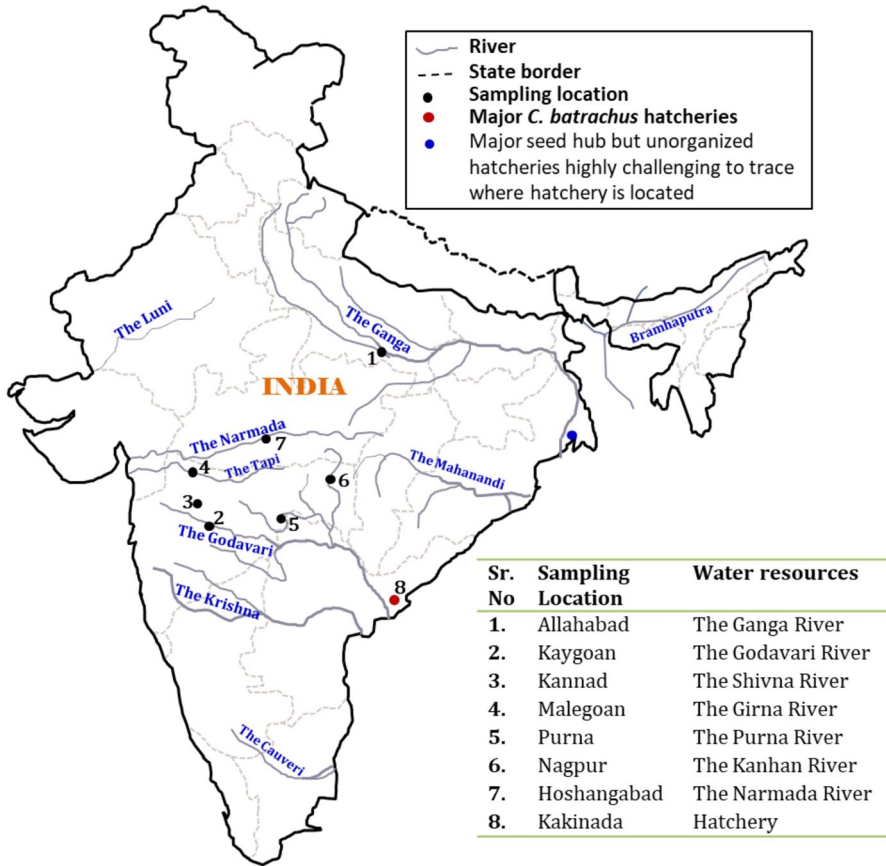 River
State border
Sampling location
Major C. batrachus hatcheries
Major seed hub but unorganized
hatcheries highly challenging to trace
where hatchery is located
The Luni
The Ganga
Bramhaputra
1
INDIA
The Narmada
7
4
The Tapi
6
The Mahanandi
3
2
5
The Godavari
8
The Krishna
The Cauveri
Sr. Sampling Water resources
No Location
1. Allahabad The Ganga River
2. Kaygoan The Godavari River
3. Kannad The Shivna River
4. Malegoan The Girna River
5. Purna The Purna River
6. Nagpur The Kanhan River
7. Hoshangabad The Narmada River
8. Kakinada Hatchery